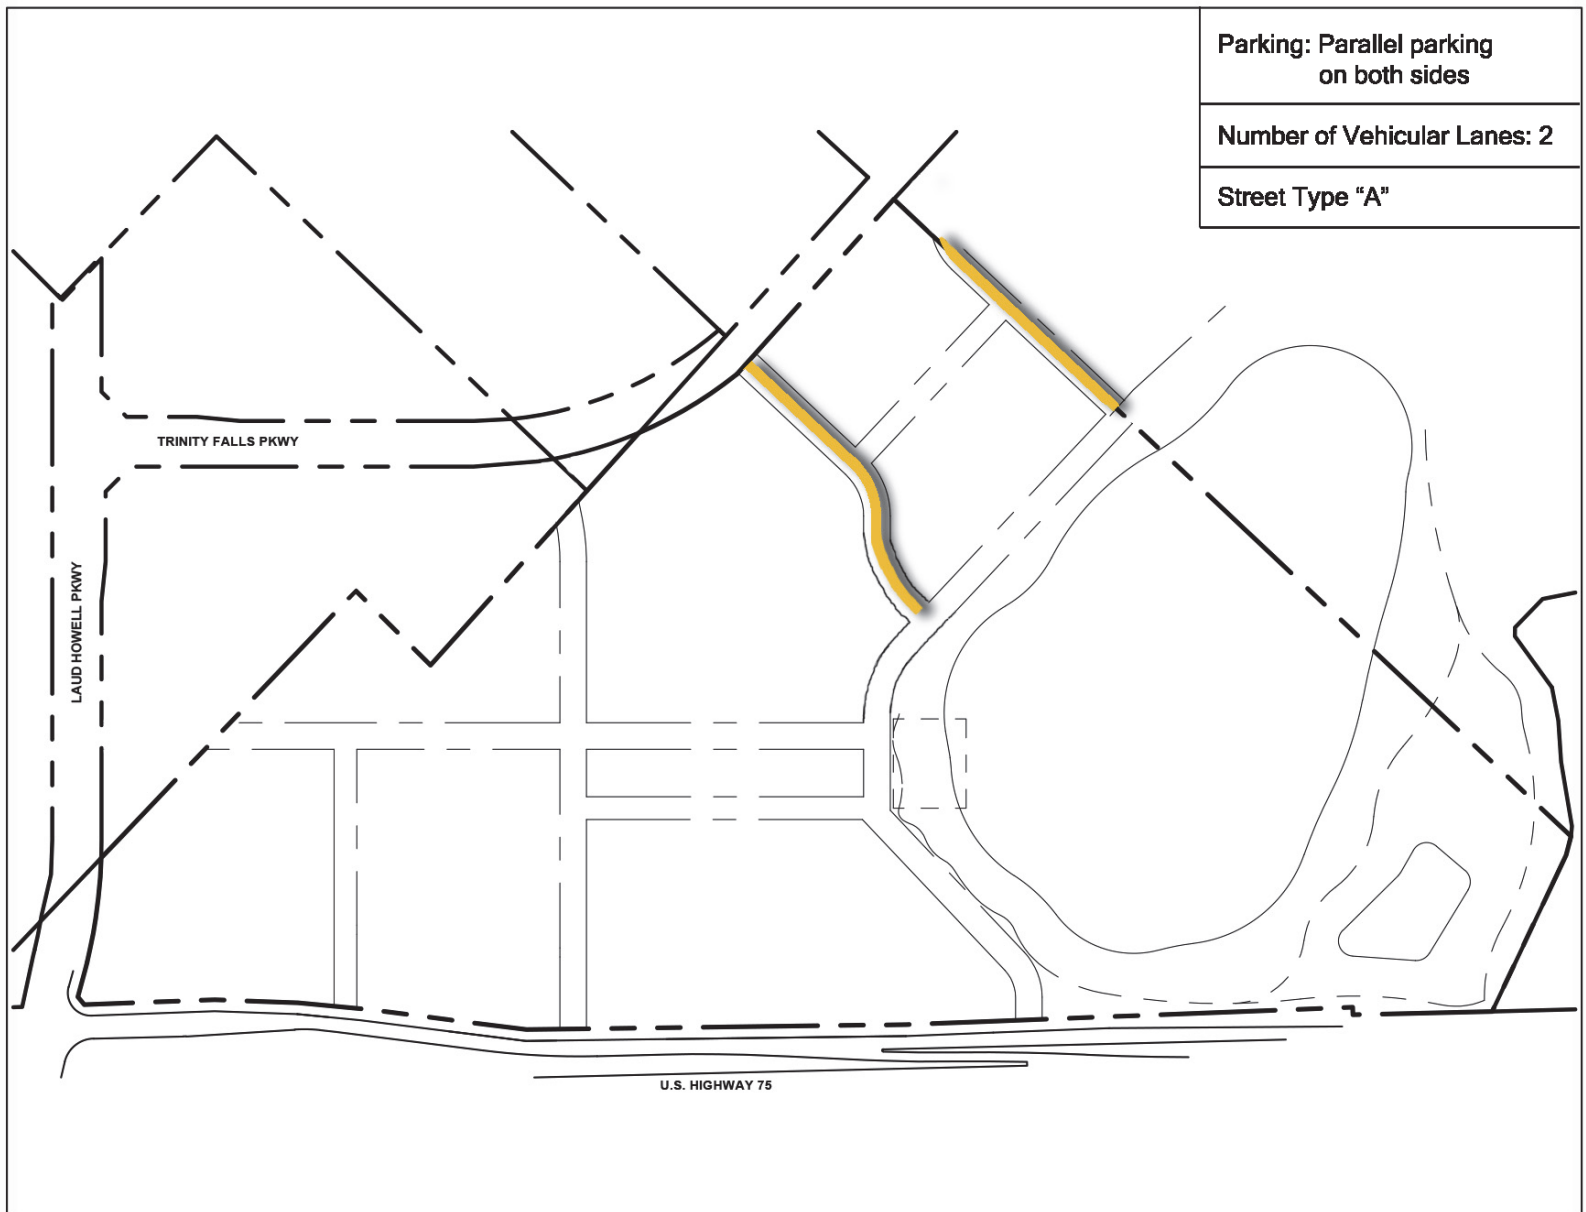 Parking: Parallel parking
on both sides
Number of Vehicular Lanes: 2
Street Type “A”
TRINITY FALLS PKWY
LAUD HOWELL PKWY
U.S. HIGHWAY 75